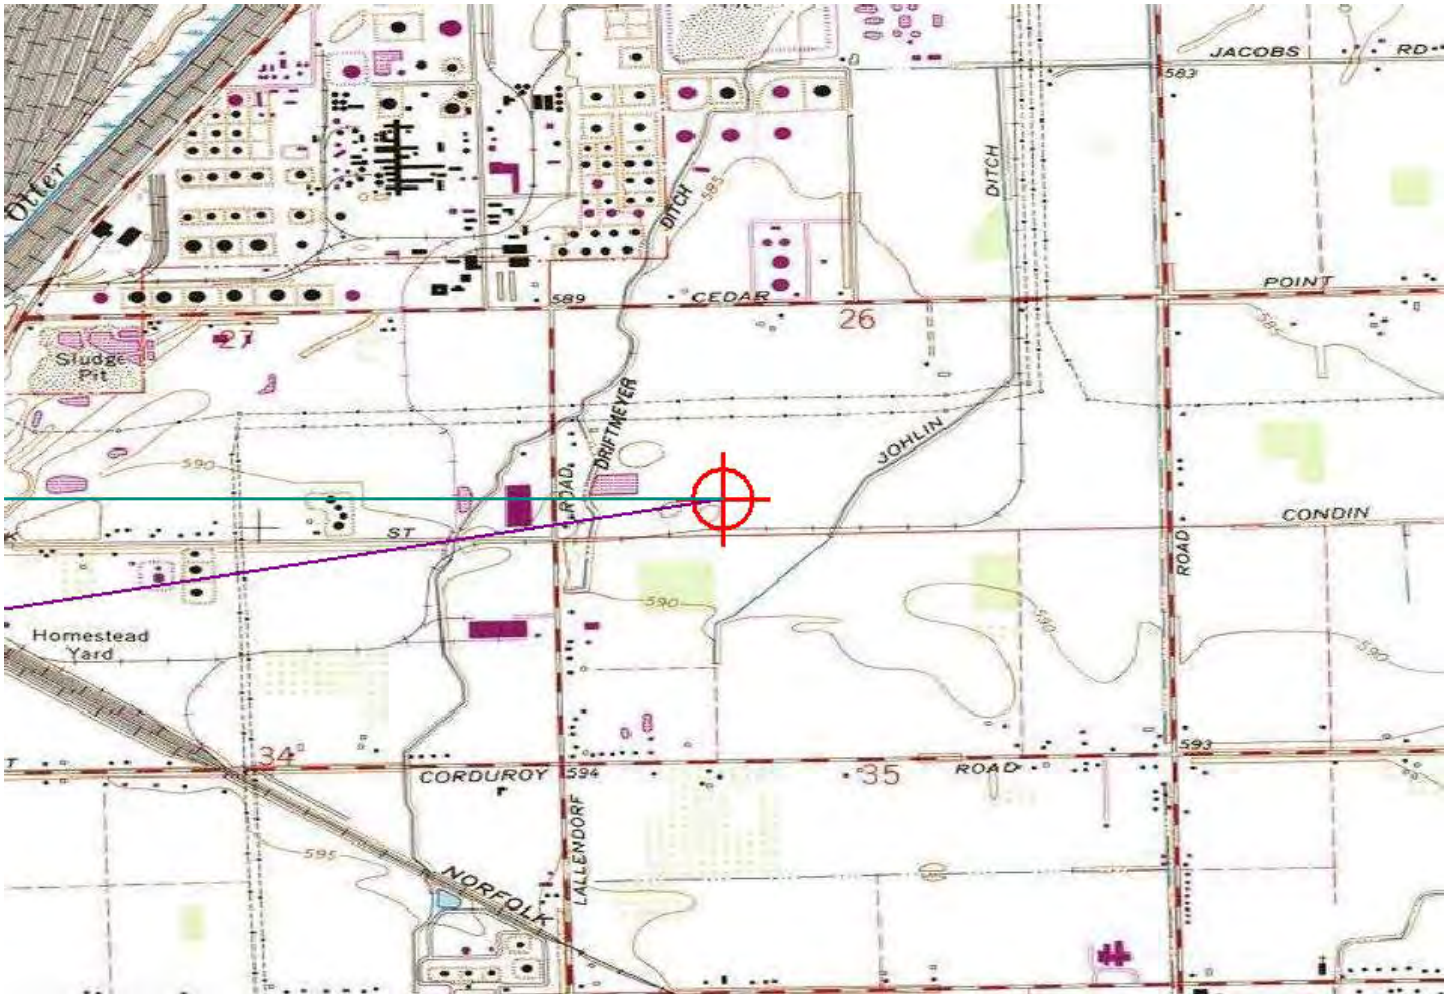 JACOBS RD
583
Otter
DITCH
585
DITCH
589
CEDAR
POINT
26
27
585
Sludge
Pit
DRIFTMEYER
JOHLIN
590
ROAD
ST
CONDIN
ROAD
590
590
590
Homestead
Yard
34
T
CORDUROY
594
35
ROAD
593
LALLENDORF
595
NORFOLK